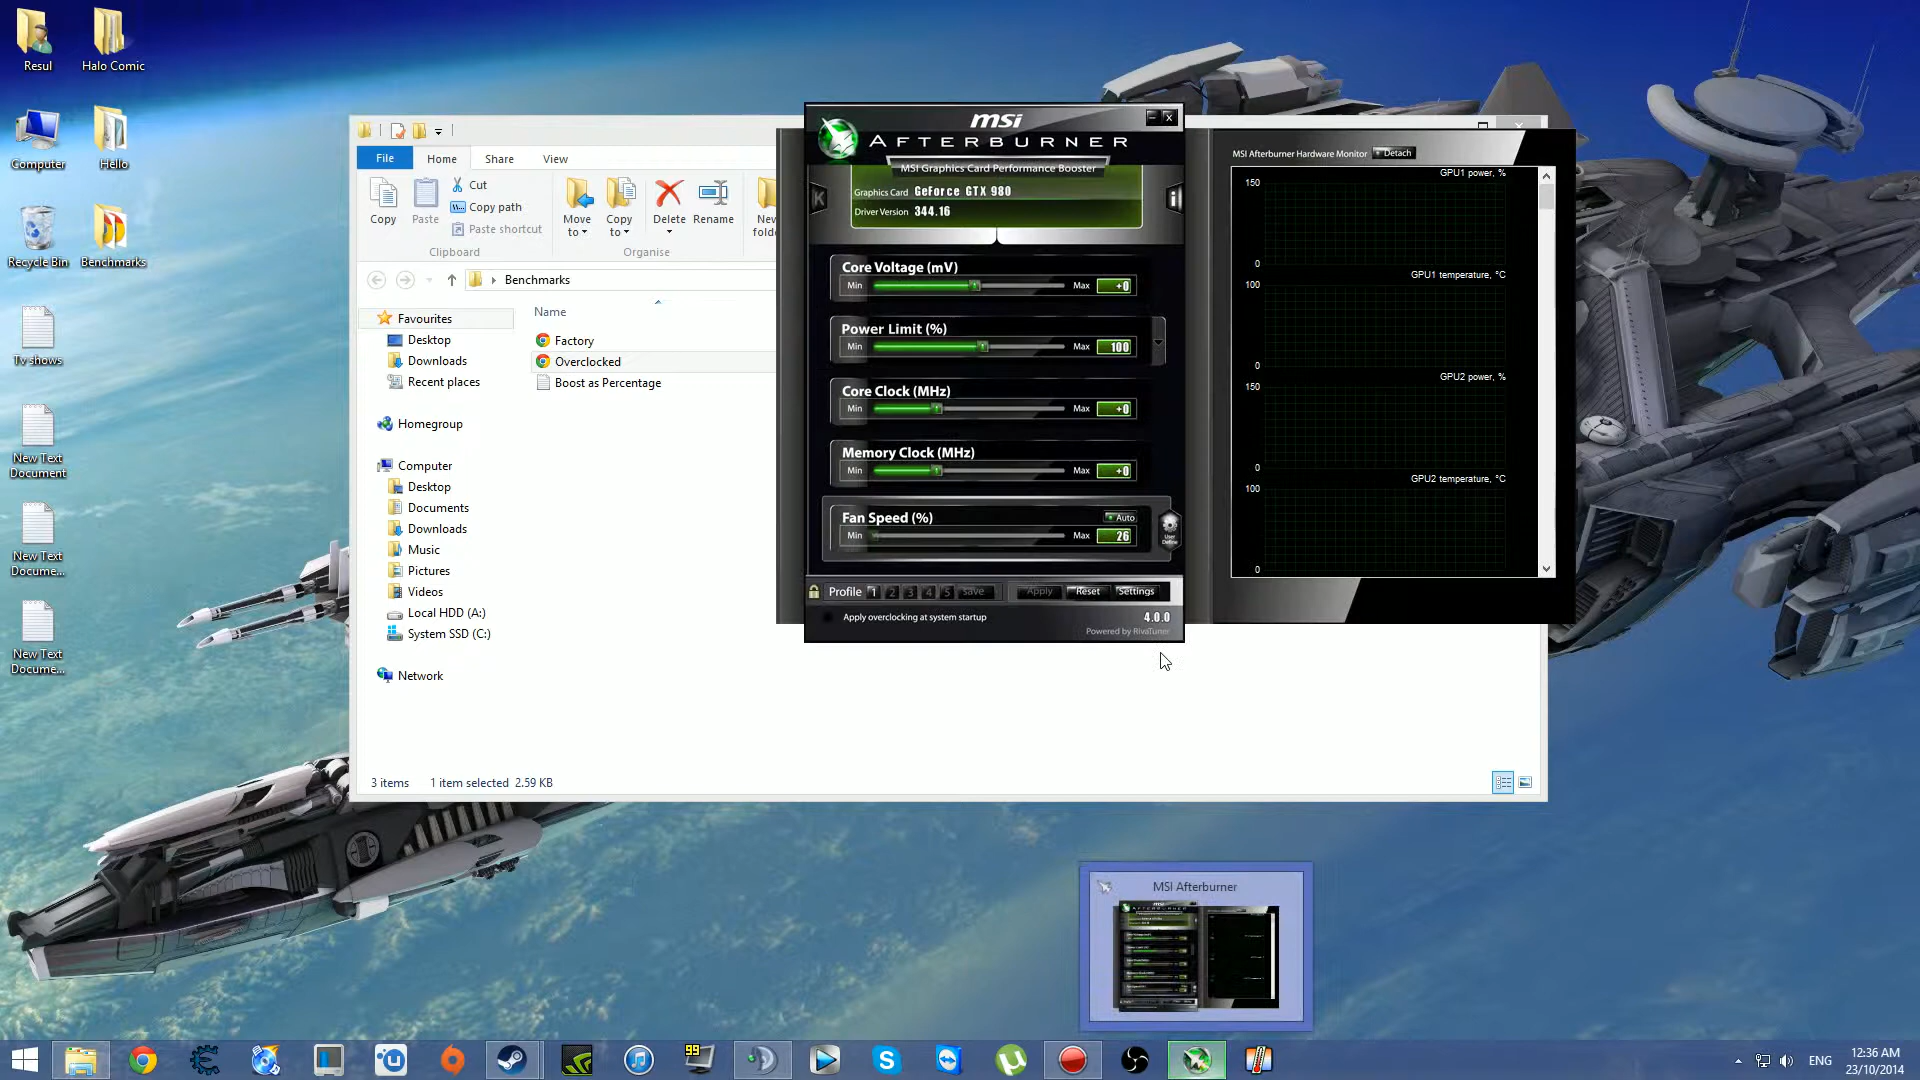 Resul
Halo Comic
Computer
Hello
Recycle Bin
Benchmarks
Tv shows
New Text
Document
New Text
Docume...
New Text
Docume...
File
Home
Share
View
Copy
Paste
Cut
Copy path
Paste shortcut
Move
to
Copy
to
Delete
Rename
New
fold
Clipboard
Organise
Benchmarks
Name
Favourites
Desktop
Downloads
Recent places
Homegroup
Computer
Desktop
Documents
Downloads
Music
Pictures
Videos
Local HDD (A:)
System SSD (C:)
Network
Factory
Overclocked
Boost as Percentage
3 items
1 item selected 2.59 KB
msi
AFTERBURNER
MSI Graphics Card Performance Booster
K
i
Graphics Card GeForce GTX 980
Driver Version 344.16
Core Voltage (mV)
Min Max +0
Power Limit (%)
Min Max 100
Core Clock (MHz)
Min Max +0
Memory Clock (MHz)
Min Max +0
Fan Speed (%) Auto
Min Max 26
User
Define
Profile 1 2 3 4 5 Save Apply Reset Settings
Apply overclocking at system startup
4.0.0
Powered by RivaTuner
MSI Afterburner Hardware Monitor Detach
GPU1 power, %
150
0
GPU1 temperature, °C
100
0
GPU2 power, %
150
0
GPU2 temperature, °C
100
0
MSI Afterburner
99
ENG
12:36 AM
23/10/2014